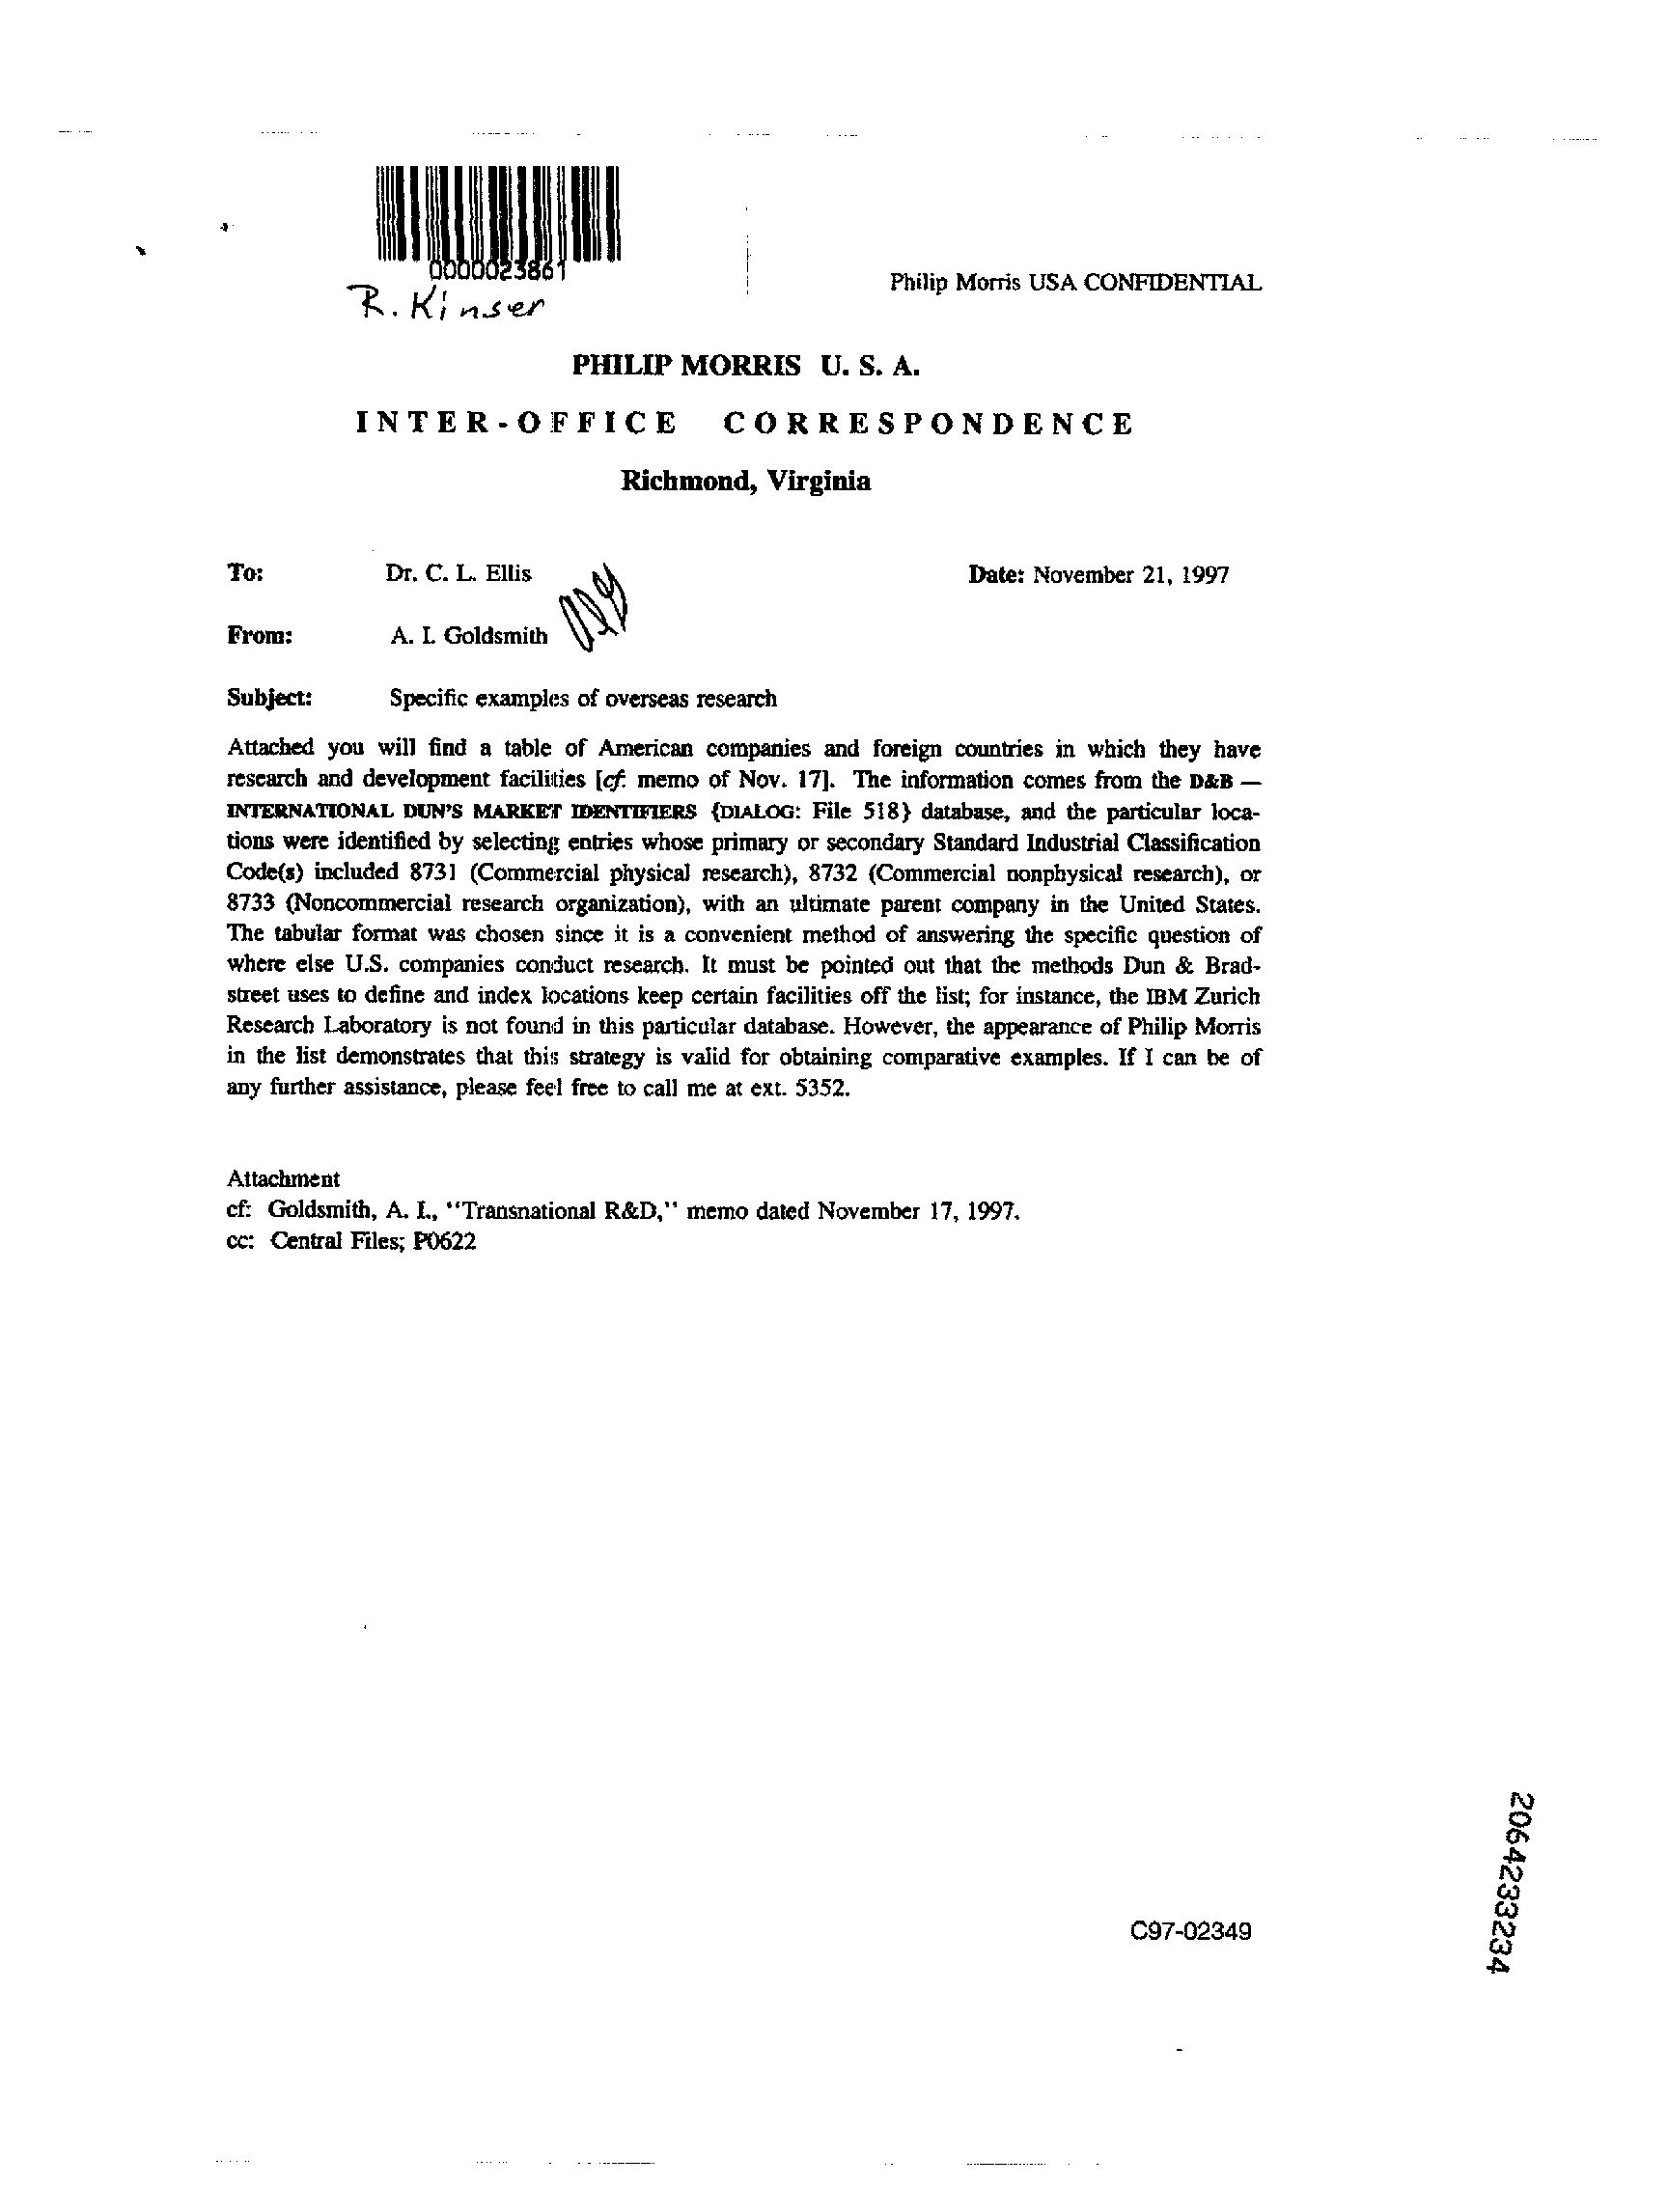 0000023861
R. Kinser
Philip Morris USA CONFIDENTIAL
PHILIP MORRIS U. S. A.
INTER-OFFICE CORRESPONDENCE
Richmond, Virginia
To: Dr. C. L. Ellis Date: November 21, 1997
From: A. I. Goldsmith
Subject: Specific examples of overseas research
Attached you will find a table of American companies and foreign countries in which they have
research and development facilities [cf. memo of Nov. 17]. The information comes from the D&B —
INTERNATIONAL DUN'S MARKET IDENTIFIERS {DIALOG: File 518} database, and the particular loca-
tions were identified by selecting entries whose primary or secondary Standard Industrial Classification
Code(s) included 8731 (Commercial physical research), 8732 (Commercial nonphysical research), or
8733 (Noncommercial research organization), with an ultimate parent company in the United States.
The tabular format was chosen since it is a convenient method of answering the specific question of
where else U.S. companies conduct research. It must be pointed out that the methods Dun & Brad-
street uses to define and index locations keep certain facilities off the list; for instance, the IBM Zurich
Research Laboratory is not found in this particular database. However, the appearance of Philip Morris
in the list demonstrates that this strategy is valid for obtaining comparative examples. If I can be of
any further assistance, please feel free to call me at ext. 5352.
Attachment
cf: Goldsmith, A. I., "Transnational R&D," memo dated November 17, 1997.
cc: Central Files; P0622
C97-02349
2064233234